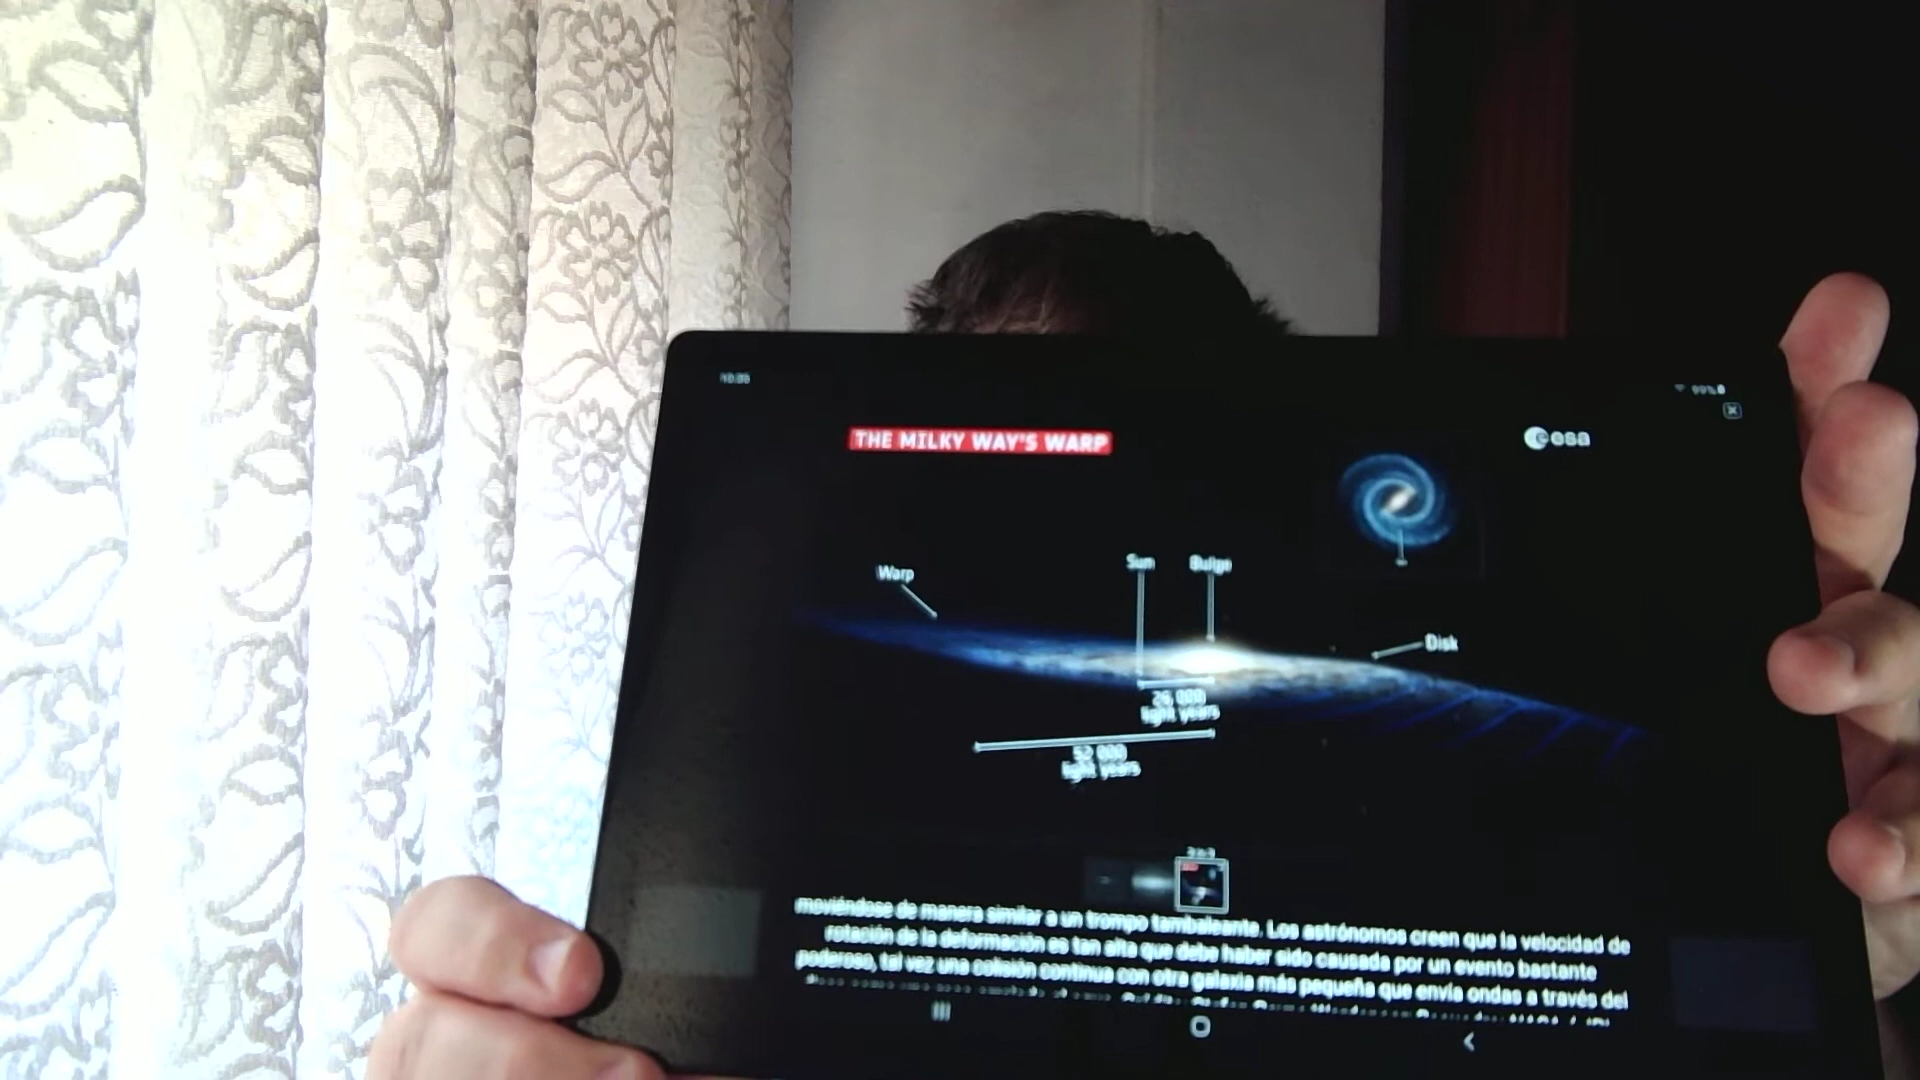 10:35
99%
THE MILKY WAY'S WARP
esa
Sun
Bulge
Warp
Disk
26 000
light years
52 000
light years
moviéndose de manera similar a un trompo tambaleante. Los astrónomos creen que la velocidad de
rotación de la deformación es tan alta que debe haber sido causada por un evento bastante
poderoso, tal vez una colisión continua con otra galaxia más pequeña que envía ondas a través del